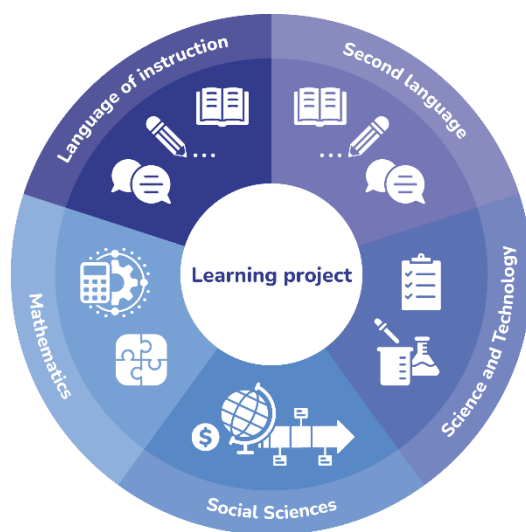 Language of instruction
Second language
Learning project
Mathematics
Science and Technology
Social Sciences
$